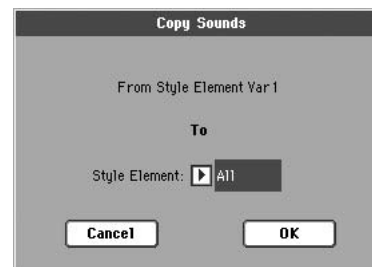 Copy Sounds
From Style Element Var1
To
Style Element: All
Cancel OK